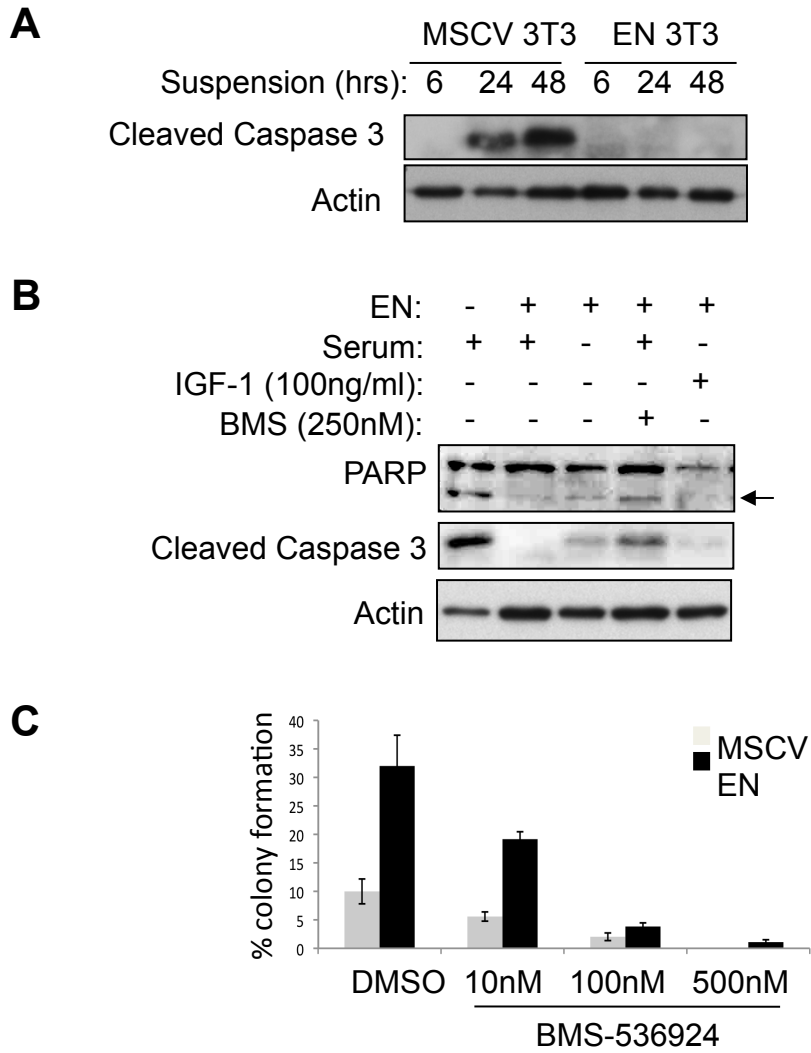 A
MSCV 3T3 EN 3T3
Suspension (hrs): 6 24 48 6 24 48
Cleaved Caspase 3
Actin
B
EN: - + + + +
Serum: + + - + -
IGF-1 (100ng/ml): - - - - +
BMS (250nM): - - - + -
PARP
Cleaved Caspase 3
Actin
C
% colony formation
40
35
30
25
20
15
10
5
0
MSCV
EN
DMSO 10nM 100nM 500nM
BMS-536924